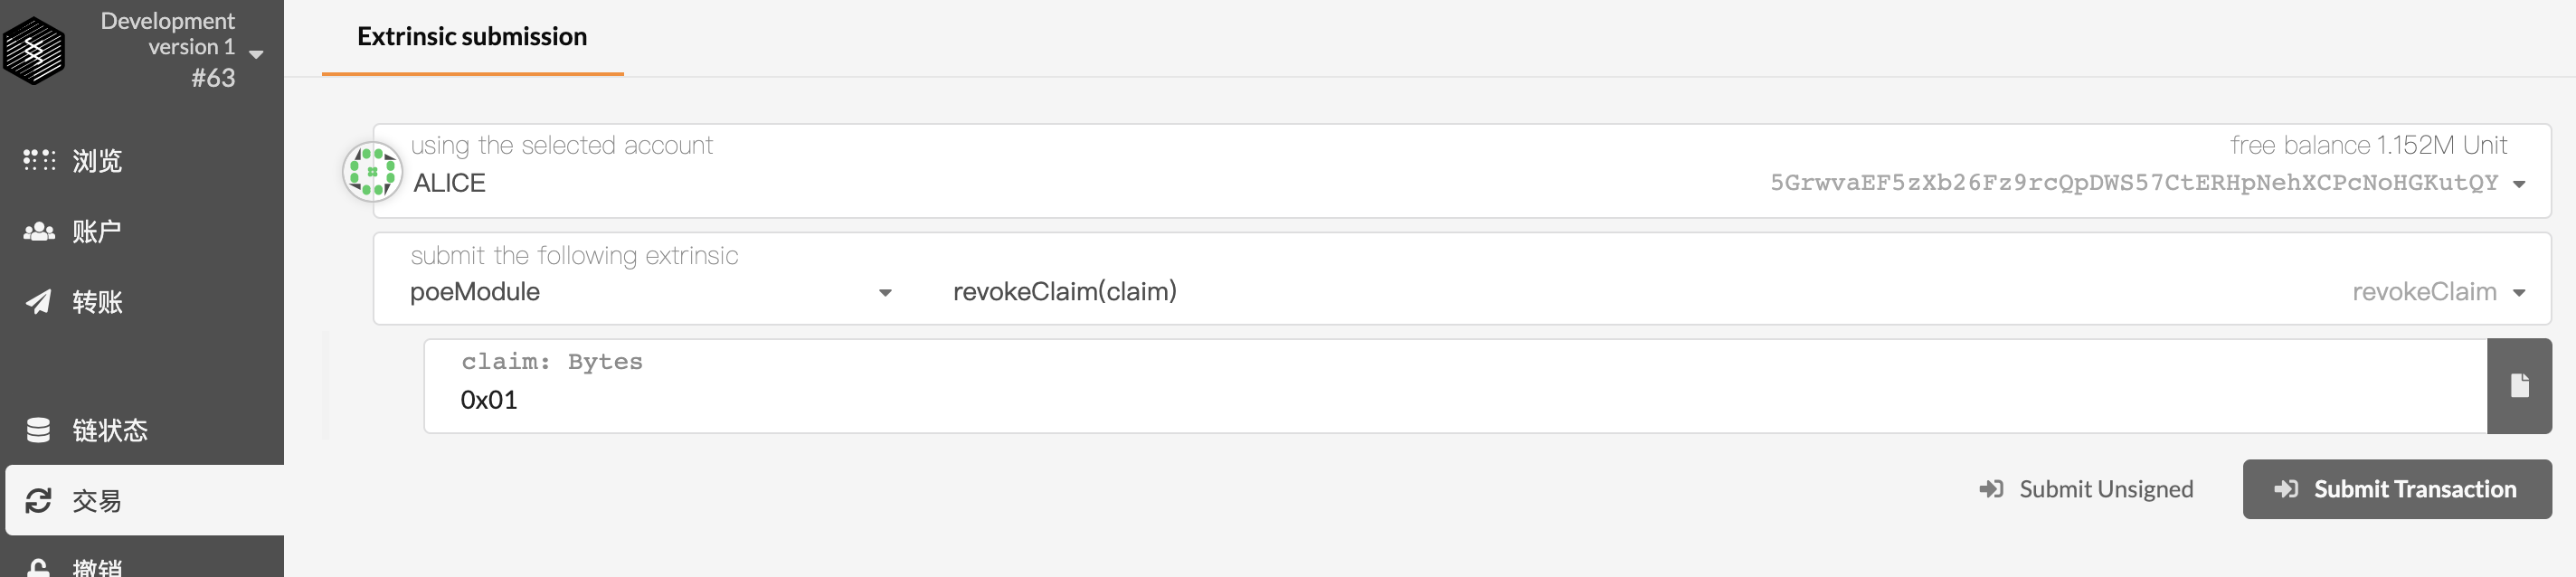 Development
version 1
#63
浏览
账户
转账
链状态
交易
撤销
Extrinsic submission
using the selected account
free balance 1.152M Unit
ALICE
5GrwvaEF5zXb26Fz9rcQpDWS57CtERHpNehXCPcNoHGKutQY
submit the following extrinsic
poeModule
revokeClaim(claim)
revokeClaim
claim: Bytes
0x01
Submit Unsigned
Submit Transaction